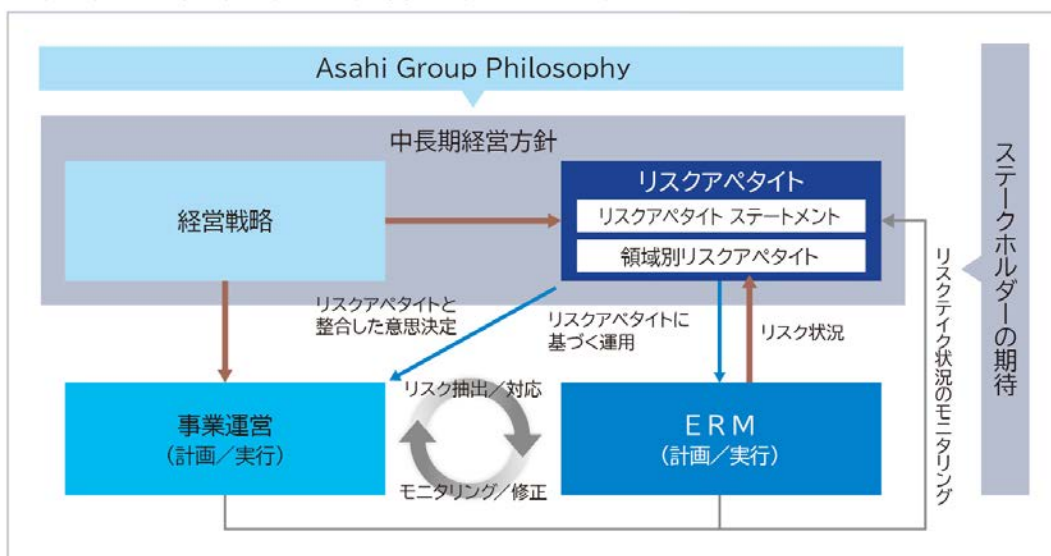 Asahi Group Philosophy
中長期経営方針
経営戦略
リスクアペタイト
リスクアペタイト ステートメント
領域別リスクアペタイト
リスクアペタイトと
整合した意思決定
リスクアペタイトに
基づく運用
リスク状況
事業運営
(計画／実行)
リスク抽出／対応
モニタリング／修正
ＥＲＭ
(計画／実行)
リスクテイク状況のモニタリング
ステークホルダーの期待